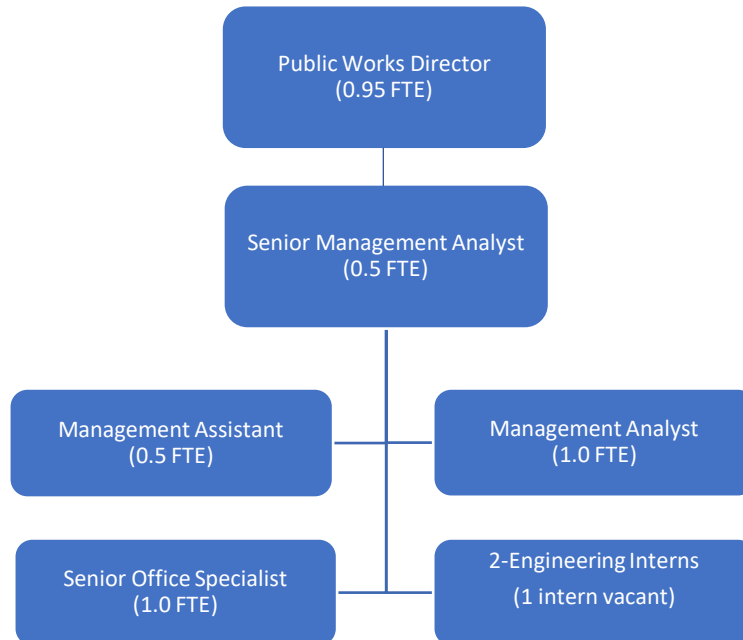 Public Works Director
(0.95 FTE)
Senior Management Analyst
(0.5 FTE)
Management Assistant
(0.5 FTE)
Management Analyst
(1.0 FTE)
Senior Office Specialist
(1.0 FTE)
2-Engineering Interns
(1 intern vacant)